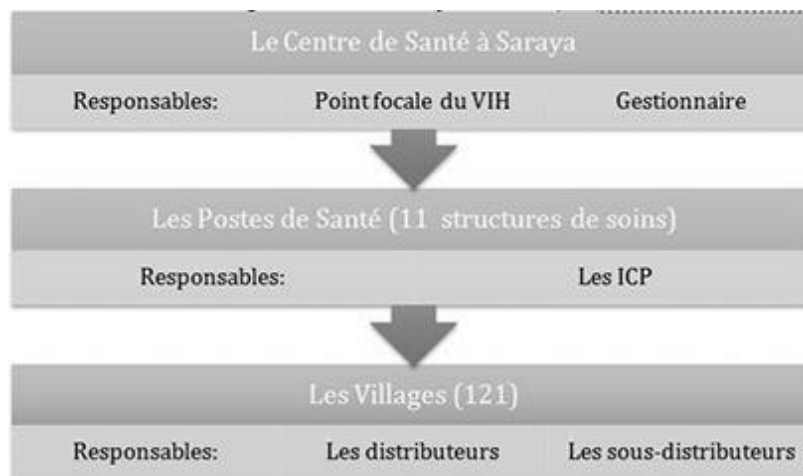 Le Centre de Santé à Saraya
Responsables: Point focale du VIH Gestionnaire
Les Postes de Santé (11 structures de soins)
Responsables: Les ICP
Les Villages (121)
Responsables: Les distributeurs Les sous-distributeurs